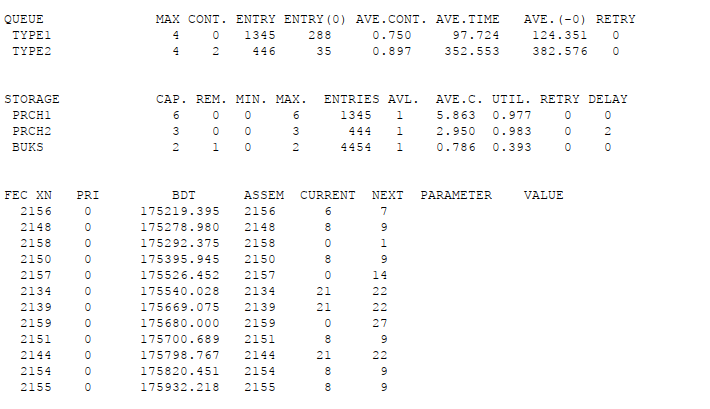 QUEUE MAX CONT. ENTRY ENTRY(0) AVE.CONT. AVE.TIME AVE.(-0) RETRY
TYPE1 4 0 1345 288 0.750 97.724 124.351 0
TYPE2 4 2 446 35 0.897 352.553 382.576 0
STORAGE CAP. REM. MIN. MAX. ENTRIES AVL. AVE.C. UTIL. RETRY DELAY
PRCH1 6 0 0 6 1345 1 5.863 0.977 0 0
PRCH2 3 0 0 3 444 1 2.950 0.983 0 2
BUKS 2 1 0 2 4454 1 0.786 0.393 0 0
FEC XN PRI BDT ASSEM CURRENT NEXT PARAMETER VALUE
2156 0 175219.395 2156 6 7
2148 0 175278.980 2148 8 9
2158 0 175292.375 2158 0 1
2150 0 175395.945 2150 8 9
2157 0 175526.452 2157 0 14
2134 0 175540.028 2134 21 22
2139 0 175669.075 2139 21 22
2159 0 175680.000 2159 0 27
2151 0 175700.689 2151 8 9
2144 0 175798.767 2144 21 22
2154 0 175820.451 2154 8 9
2155 0 175932.218 2155 8 9